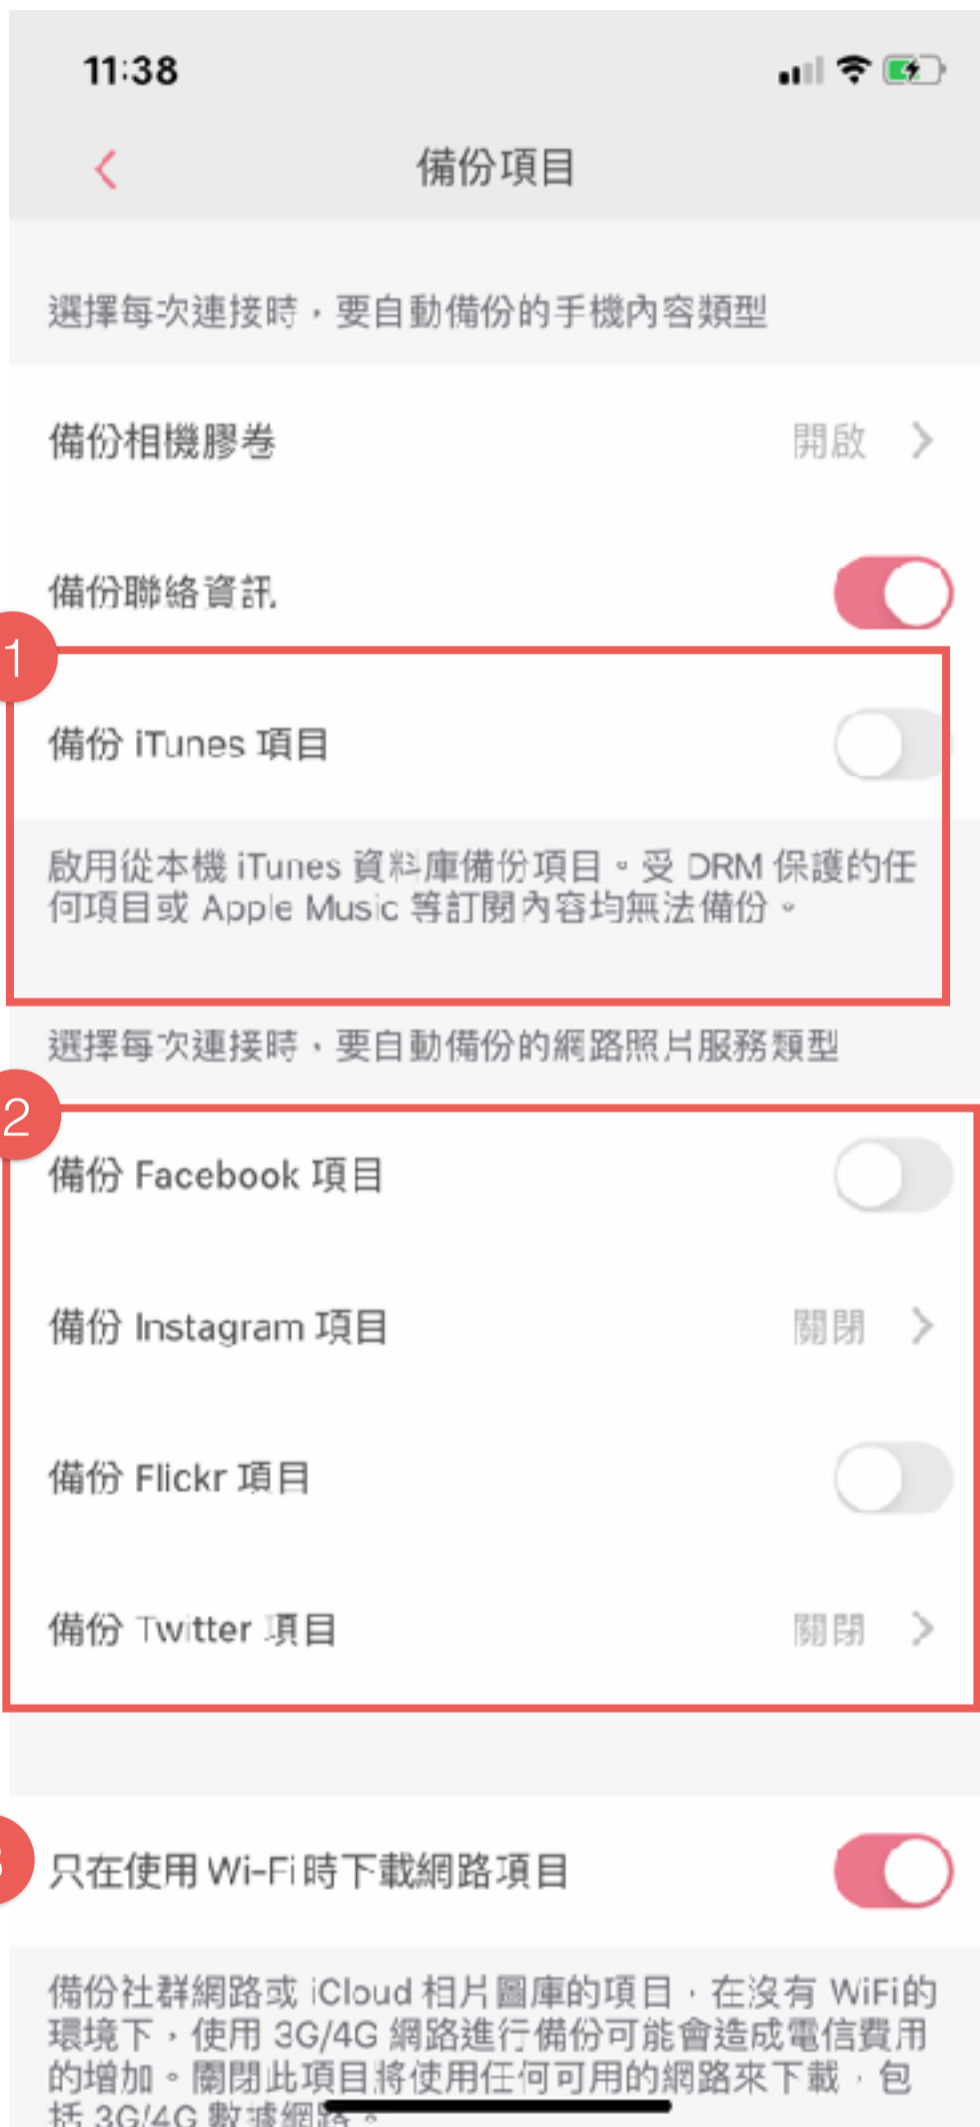 11:38
備份項目
選擇每次連接時，要自動備份的手機內容類型
備份相機膠卷 開啟
備份聯絡資訊
1
備份 iTunes 項目
啟用從本機 iTunes 資料庫備份項目。受 DRM 保護的任
何項目或 Apple Music 等訂閱內容均無法備份。
選擇每次連接時，要自動備份的網路照片服務類型
2
備份 Facebook 項目
備份 Instagram 項目 關閉
備份 Flickr 項目
備份 Twitter 項目 關閉
3
只在使用 Wi-Fi 時下載網路項目
備份社群網路或 iCloud 相片圖庫的項目，在沒有 WiFi的
環境下，使用 3G/4G 網路進行備份可能會造成電信費用
的增加。關閉此項目將使用任何可用的網路來下載，包
括 3G/4G 數據網路。